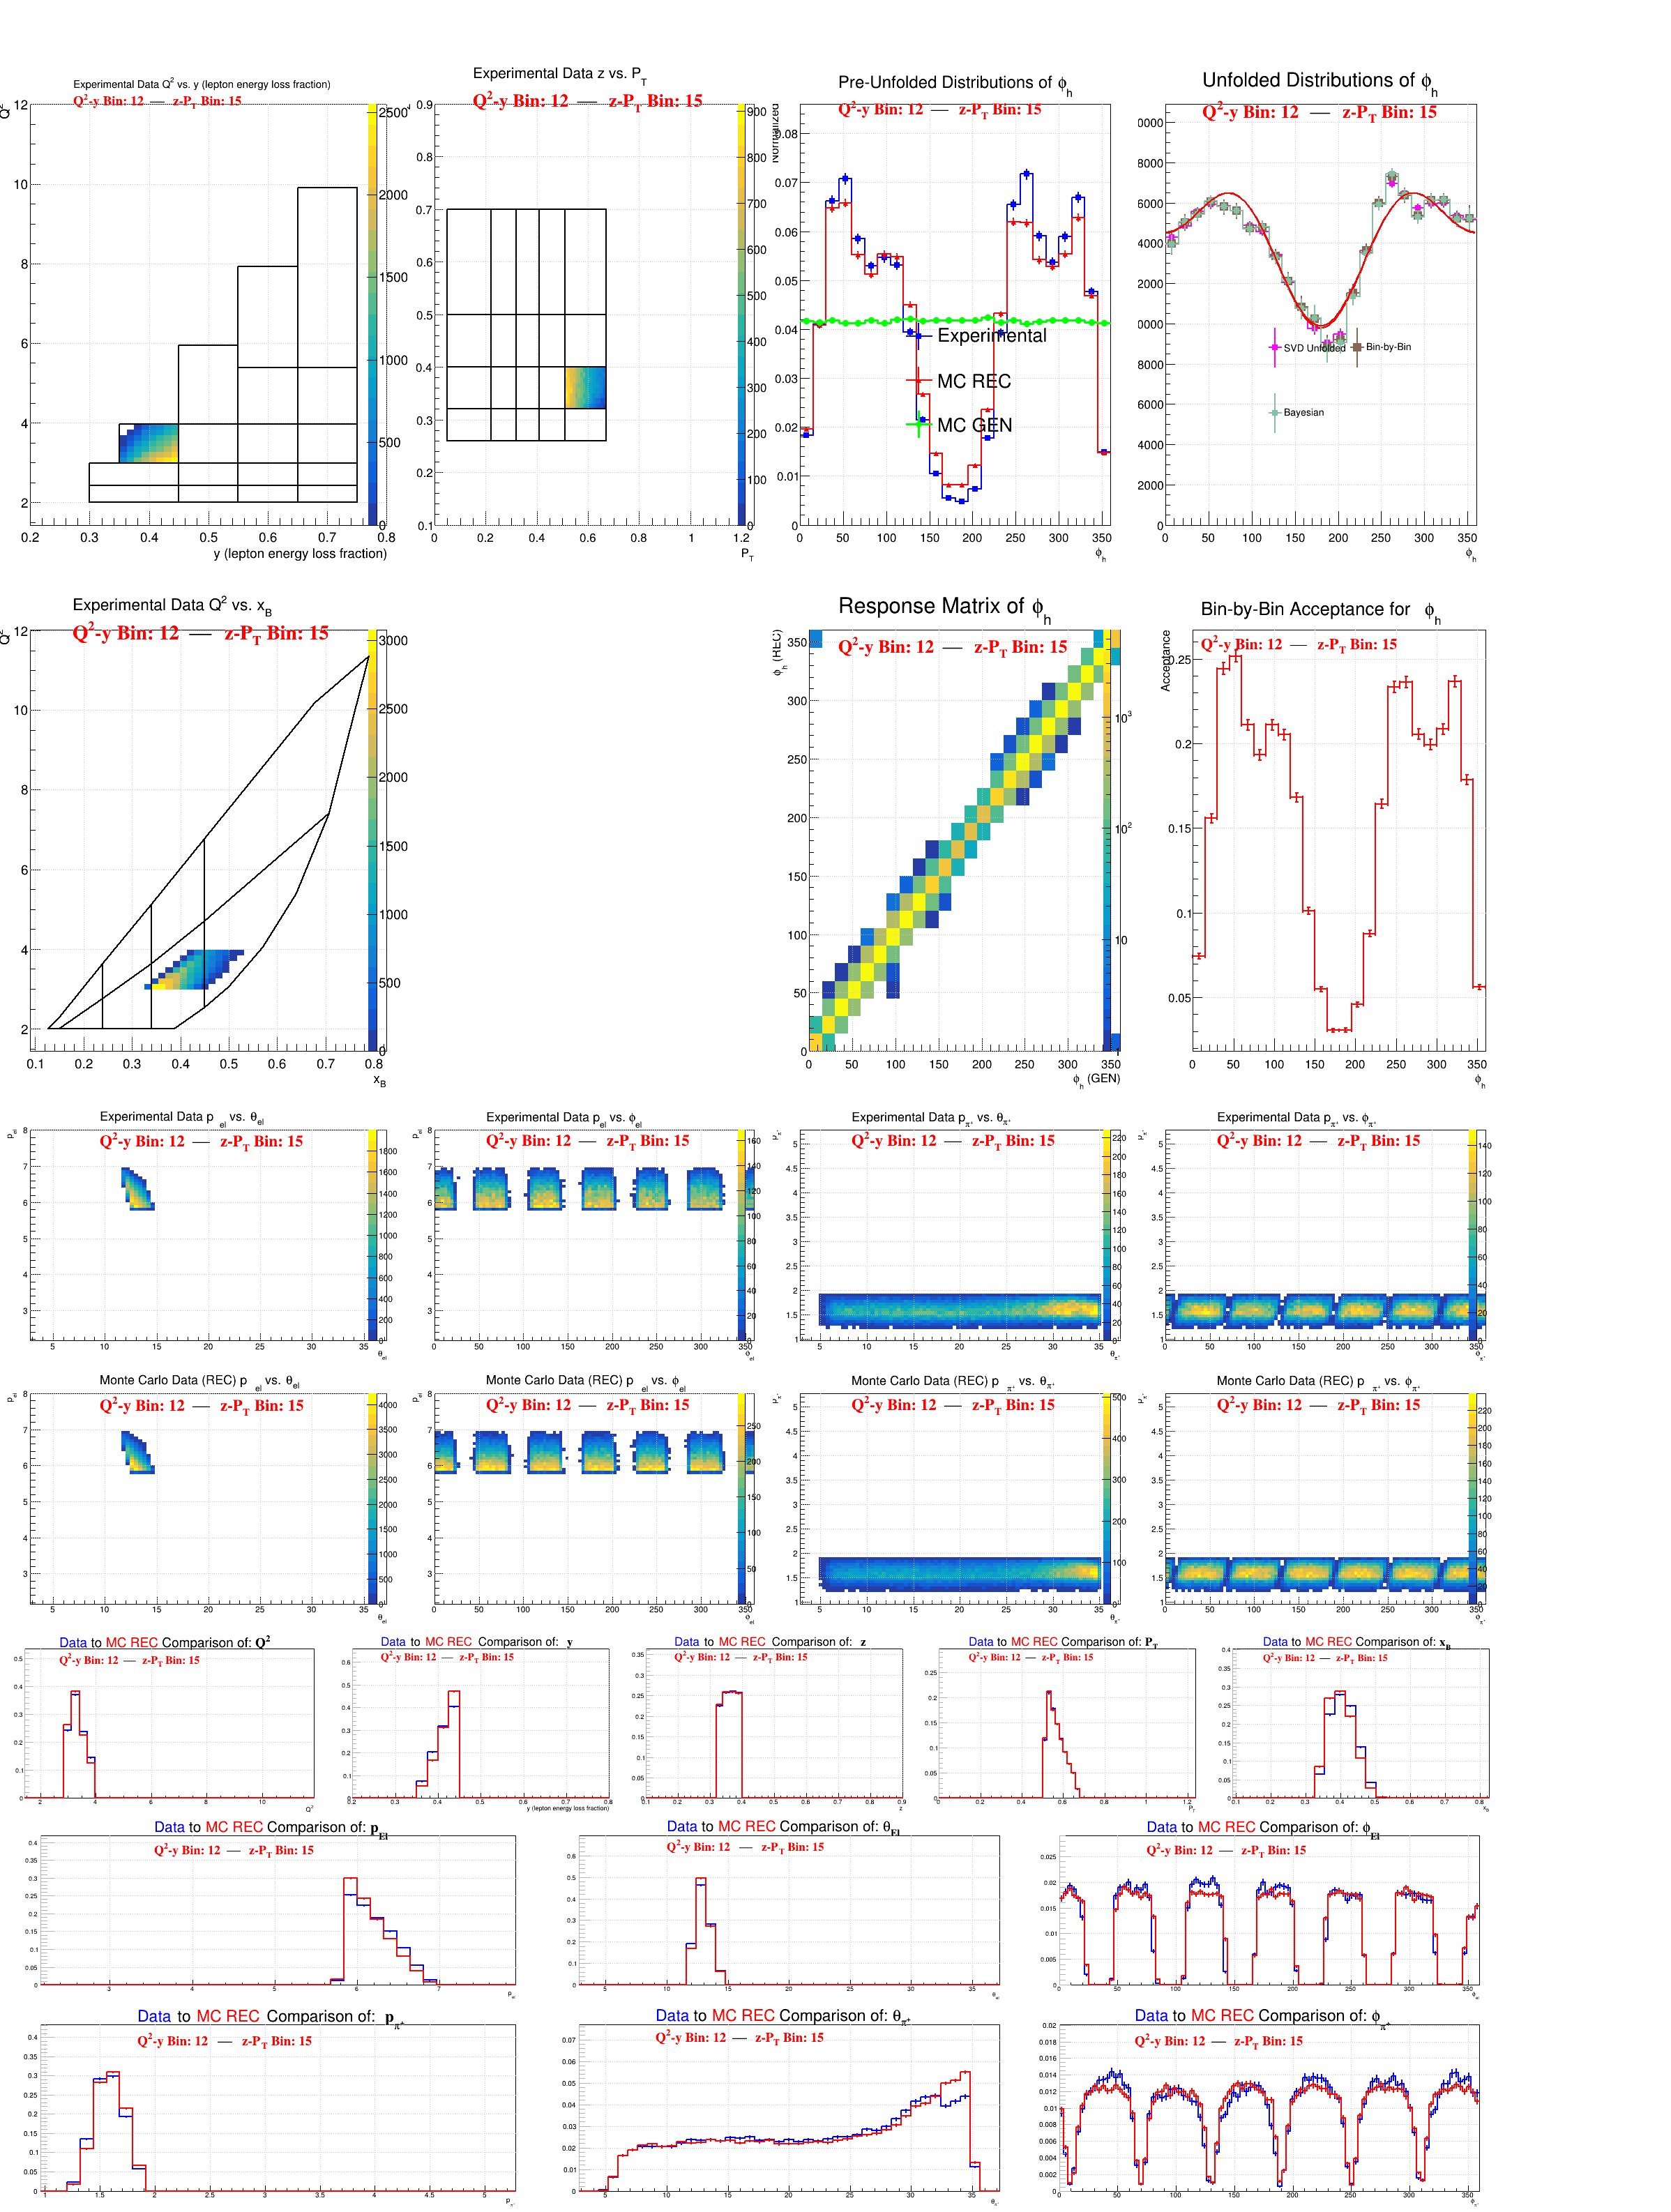 Experimental Data Q² vs. y (lepton energy loss fraction)
Q²-y Bin: 12 — z-P_T Bin: 15
y (lepton energy loss fraction)
Experimental Data z vs. P_T
Q²-y Bin: 12 — z-P_T Bin: 15
P_T
Pre-Unfolded Distributions of ϕ_h
Q²-y Bin: 12 — z-P_T Bin: 15
Experimental
MC REC
MC GEN
ϕ_h
Unfolded Distributions of ϕ_h
Q²-y Bin: 12 — z-P_T Bin: 15
SVD Unfolded
Bin-by-Bin
Bayesian
ϕ_h
Experimental Data Q² vs. x_B
Q²-y Bin: 12 — z-P_T Bin: 15
x_B
Response Matrix of ϕ_h
Q²-y Bin: 12 — z-P_T Bin: 15
ϕ_h (REC)
ϕ_h (GEN)
Bin-by-Bin Acceptance for ϕ_h
Q²-y Bin: 12 — z-P_T Bin: 15
Acceptance
ϕ_h
Experimental Data p_el vs. θ_el
Q²-y Bin: 12 — z-P_T Bin: 15
Experimental Data p_el vs. ϕ_el
Q²-y Bin: 12 — z-P_T Bin: 15
Experimental Data p_π⁺ vs. θ_π⁺
Q²-y Bin: 12 — z-P_T Bin: 15
Experimental Data p_π⁺ vs. ϕ_π⁺
Q²-y Bin: 12 — z-P_T Bin: 15
Monte Carlo Data (REC) p_el vs. θ_el
Q²-y Bin: 12 — z-P_T Bin: 15
Monte Carlo Data (REC) p_el vs. ϕ_el
Q²-y Bin: 12 — z-P_T Bin: 15
Monte Carlo Data (REC) p_π⁺ vs. θ_π⁺
Q²-y Bin: 12 — z-P_T Bin: 15
Monte Carlo Data (REC) p_π⁺ vs. ϕ_π⁺
Q²-y Bin: 12 — z-P_T Bin: 15
Data to MC REC Comparison of: Q²
Q²-y Bin: 12 — z-P_T Bin: 15
Data to MC REC Comparison of: y
Q²-y Bin: 12 — z-P_T Bin: 15
y (lepton energy loss fraction)
Data to MC REC Comparison of: z
Q²-y Bin: 12 — z-P_T Bin: 15
Data to MC REC Comparison of: P_T
Q²-y Bin: 12 — z-P_T Bin: 15
Data to MC REC Comparison of: x_B
Q²-y Bin: 12 — z-P_T Bin: 15
Data to MC REC Comparison of: p_El
Q²-y Bin: 12 — z-P_T Bin: 15
Data to MC REC Comparison of: θ_El
Q²-y Bin: 12 — z-P_T Bin: 15
Data to MC REC Comparison of: ϕ_El
Q²-y Bin: 12 — z-P_T Bin: 15
Data to MC REC Comparison of: p_π⁺
Q²-y Bin: 12 — z-P_T Bin: 15
Data to MC REC Comparison of: θ_π⁺
Q²-y Bin: 12 — z-P_T Bin: 15
Data to MC REC Comparison of: ϕ_π⁺
Q²-y Bin: 12 — z-P_T Bin: 15